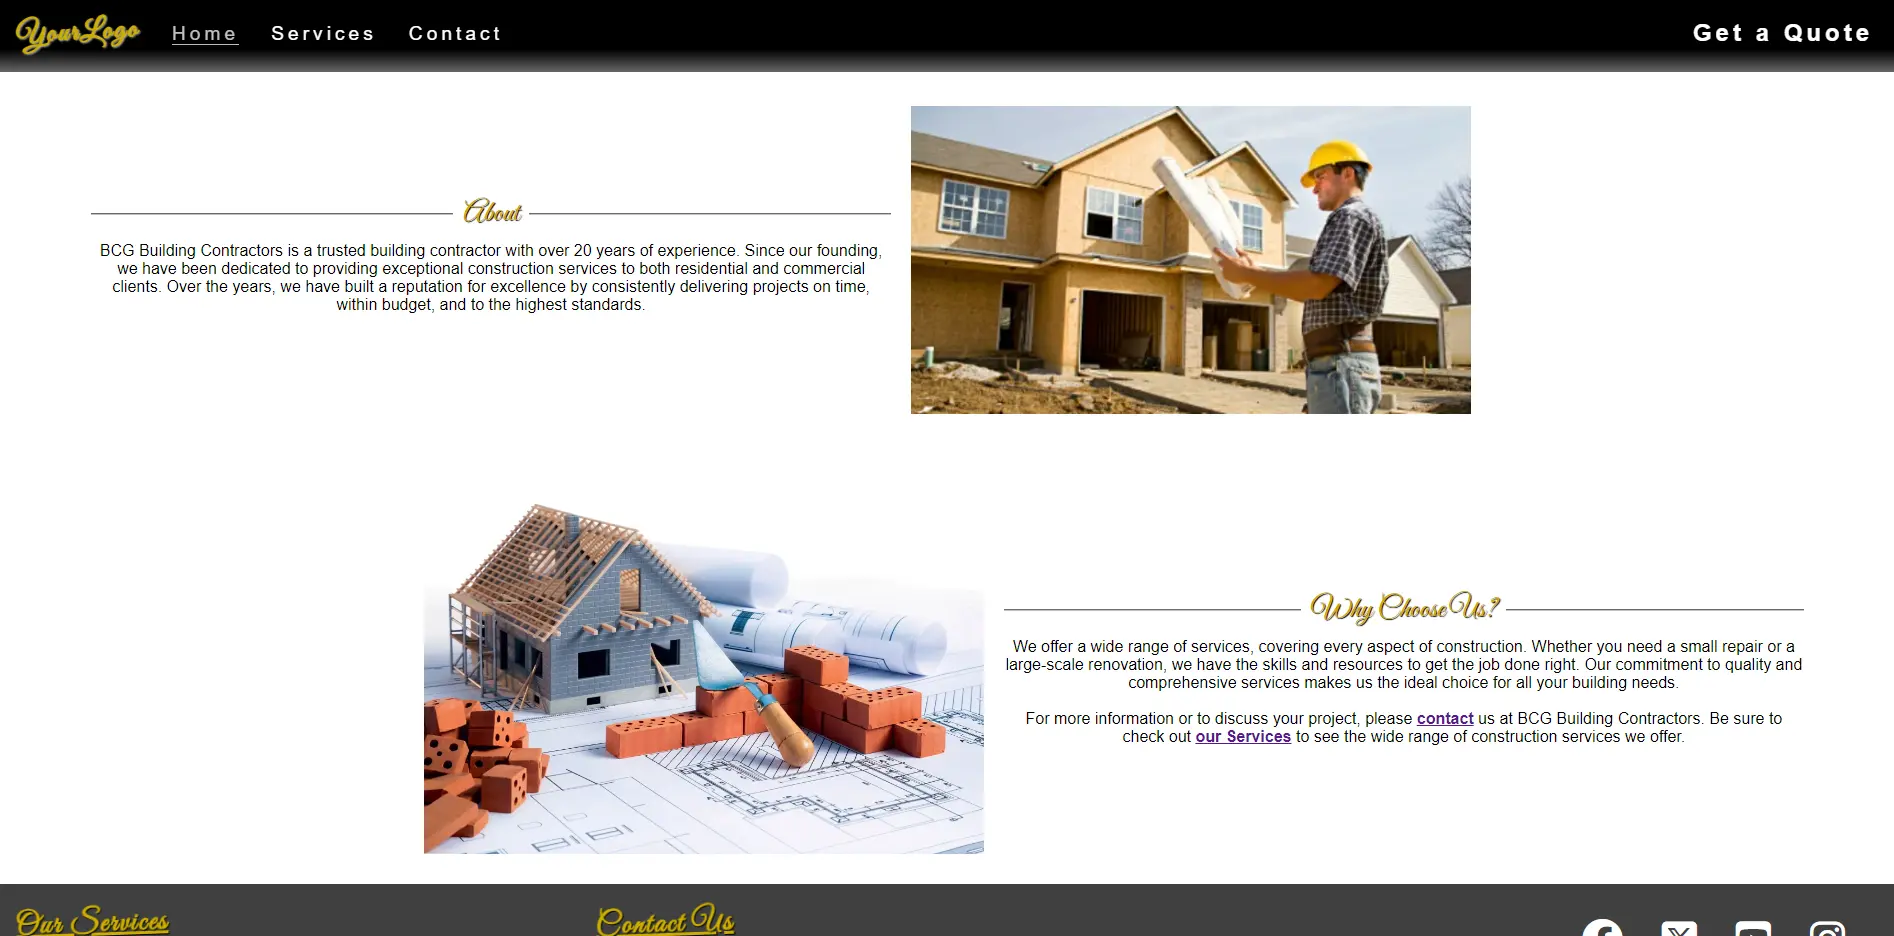 YourLogo
Home
Services
Contact
Get a Quote
About
BCG Building Contractors is a trusted building contractor with over 20 years of experience. Since our founding,
we have been dedicated to providing exceptional construction services to both residential and commercial
clients. Over the years, we have built a reputation for excellence by consistently delivering projects on time,
within budget, and to the highest standards.
Why Choose Us?
We offer a wide range of services, covering every aspect of construction. Whether you need a small repair or a
large-scale renovation, we have the skills and resources to get the job done right. Our commitment to quality and
comprehensive services makes us the ideal choice for all your building needs.
For more information or to discuss your project, please contact us at BCG Building Contractors. Be sure to
check out our Services to see the wide range of construction services we offer.
Our Services
Contact Us